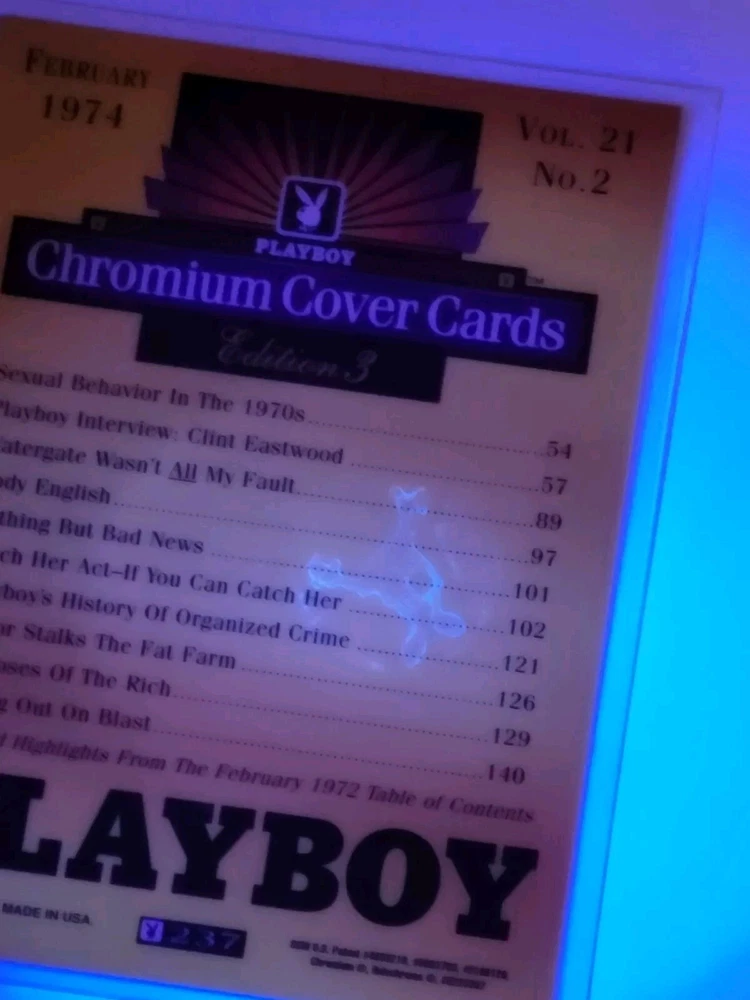 FEBRUARY
1974
VOL. 21
No.2
PLAYBOY
Chromium Cover Cards
TM
Edition 3
Sexual Behavior In The 1970s 54
Playboy Interview: Clint Eastwood 57
atergate Wasn't All My Fault 89
ody English 97
thing But Bad News 101
ch Her Act–If You Can Catch Her 102
boy's History Of Organized Crime 121
or Stalks The Fat Farm 126
oses Of The Rich 129
g Out On Blast 140
d Highlights From The February 1972 Table of Contents
LAYBOY
MADE IN USA.
237